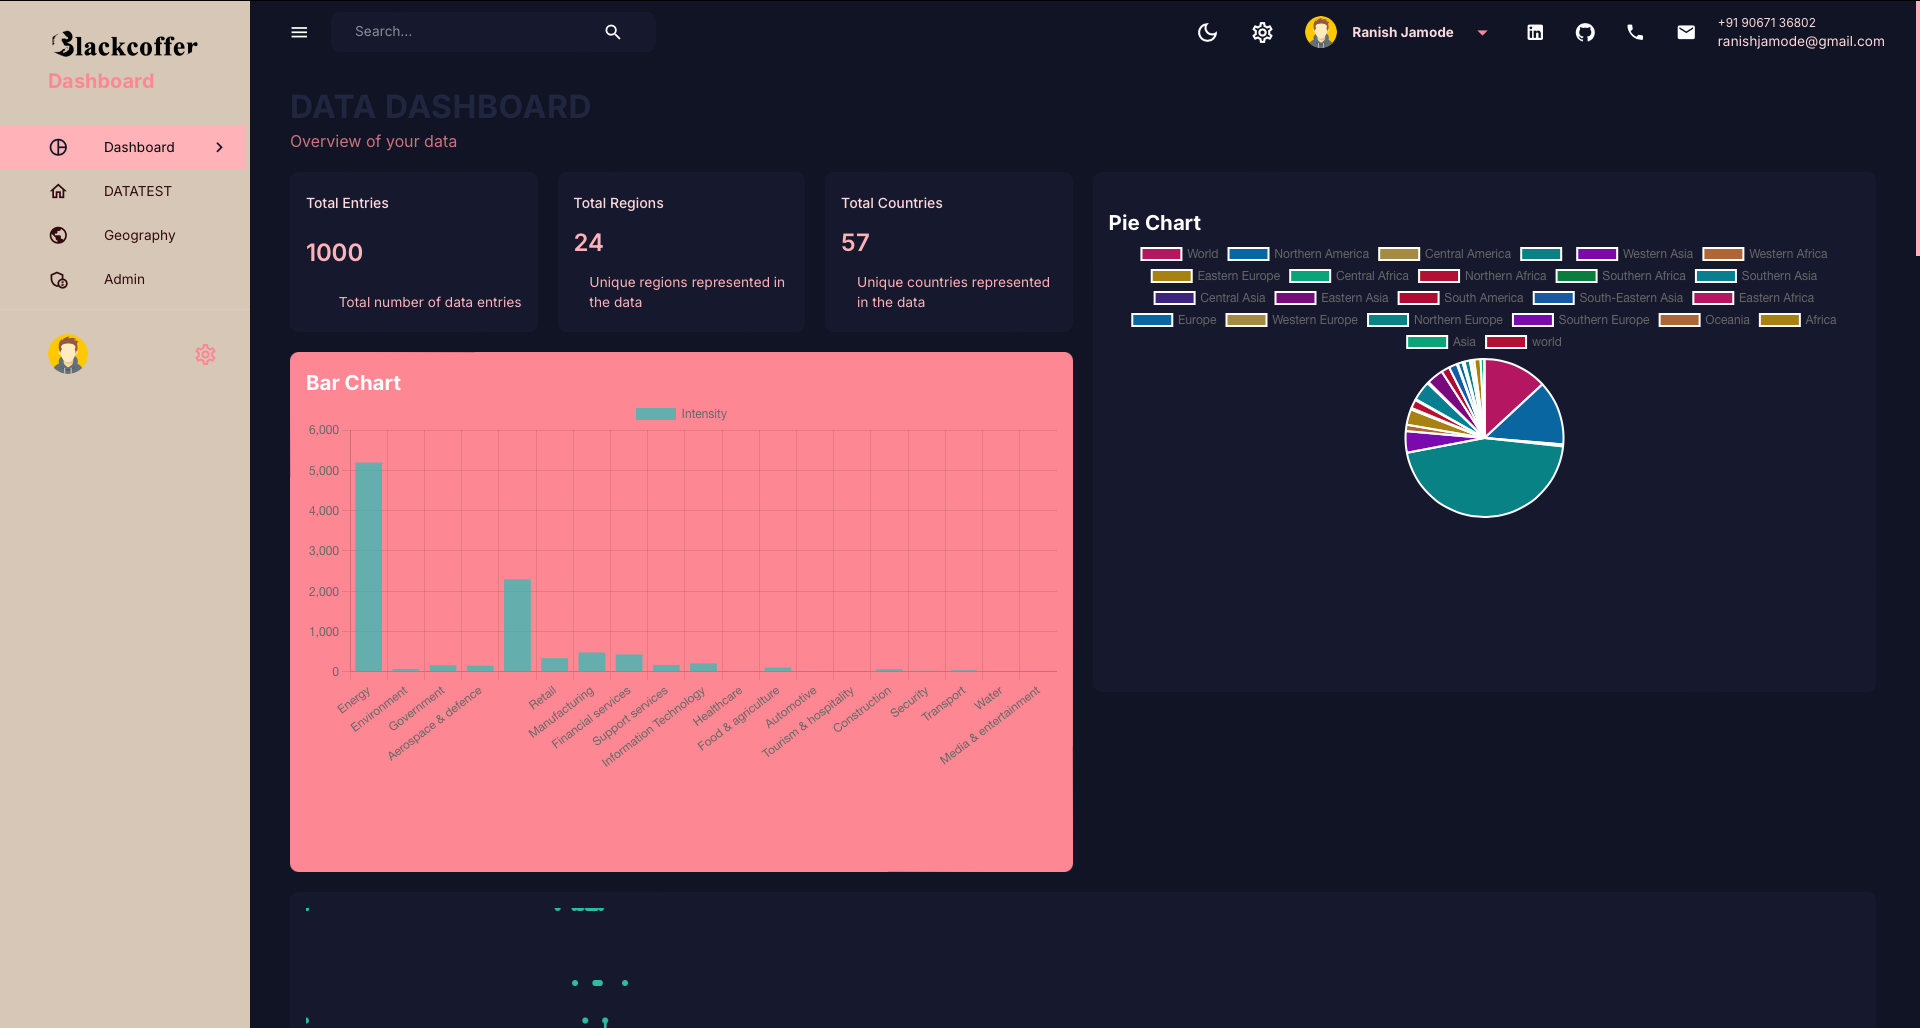 Blackcoffer
Dashboard
Dashboard
DATATEST
Geography
Admin
Search...
Ranish Jamode
+91 90671 36802
ranishjamode@gmail.com
DATA DASHBOARD
Overview of your data
Total Entries
1000
Total number of data entries
Total Regions
24
Unique regions represented in
the data
Total Countries
57
Unique countries represented
in the data
Bar Chart
Intensity
6,000
5,000
4,000
3,000
2,000
1,000
0
Energy
Environment
Government
Aerospace & defence
Retail
Manufacturing
Financial services
Support services
Information Technology
Healthcare
Food & agriculture
Automotive
Tourism & hospitality
Construction
Security
Transport
Water
Media & entertainment
Pie Chart
World Northern America Central America Western Asia Western Africa
Eastern Europe Central Africa Northern Africa Southern Africa Southern Asia
Central Asia Eastern Asia South America South-Eastern Asia Eastern Africa
Europe Western Europe Northern Europe Southern Europe Oceania Africa
Asia world